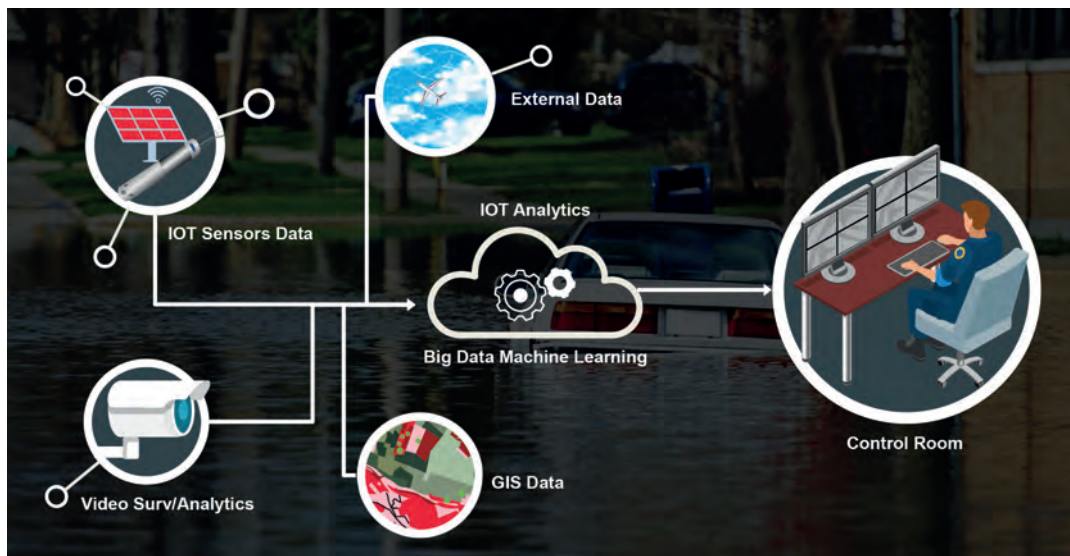 External Data
IOT Sensors Data
IOT Analytics
Big Data Machine Learning
Video Surv/Analytics
GIS Data
Control Room